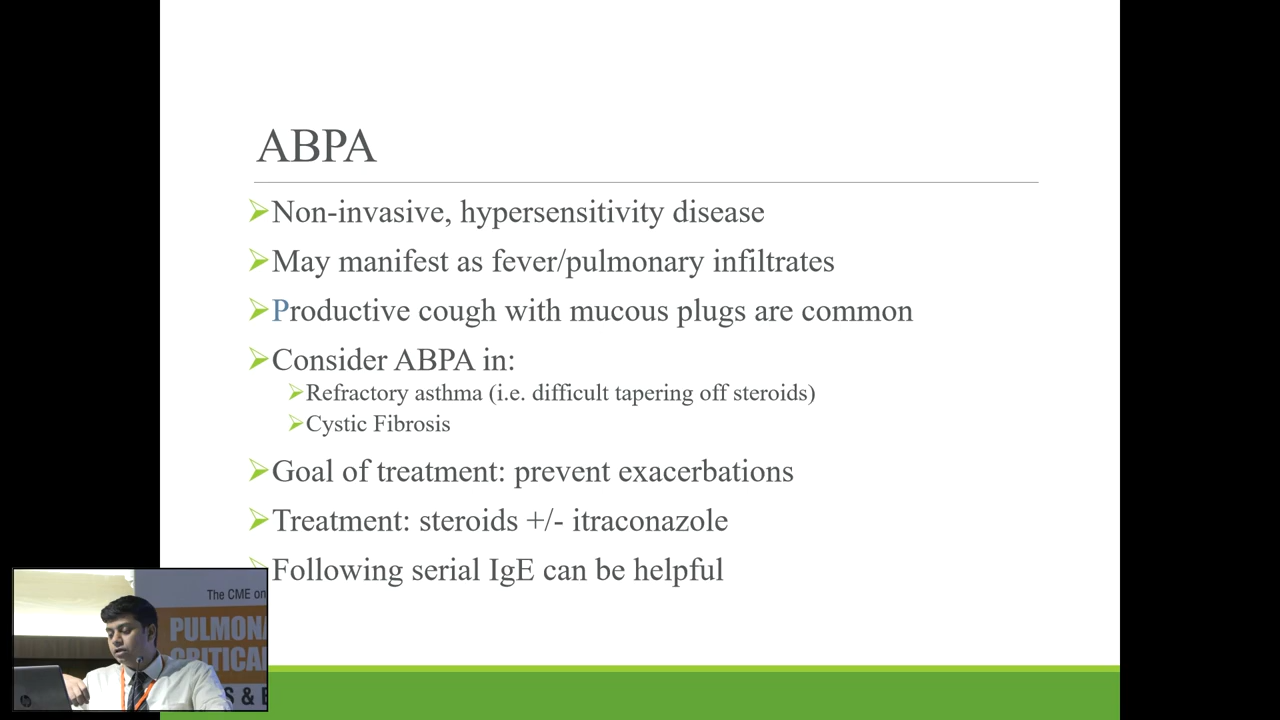 ABPA
Non-invasive, hypersensitivity disease
May manifest as fever/pulmonary infiltrates
Productive cough with mucous plugs are common
Consider ABPA in:
Refractory asthma (i.e. difficult tapering off steroids)
Cystic Fibrosis
Goal of treatment: prevent exacerbations
Treatment: steroids +/- itraconazole
Following serial IgE can be helpful
The CME on
PULMONA
CRITICAL
S & E
hp